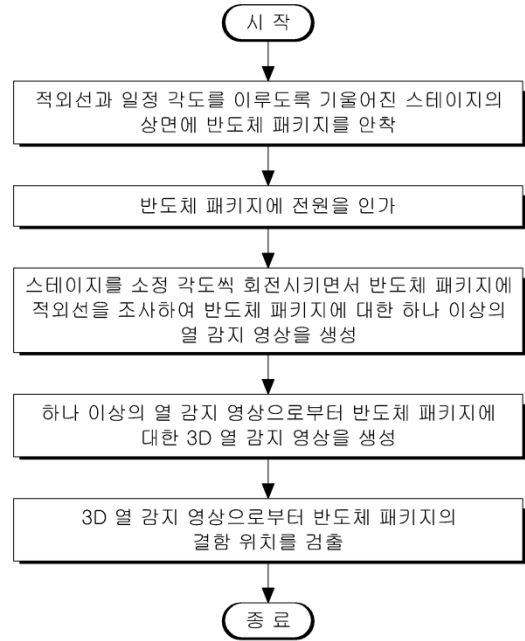 시 작
적외선과 일정 각도를 이루도록 기울어진 스테이지의
상면에 반도체 패키지를 안착
반도체 패키지에 전원을 인가
스테이지를 소정 각도씩 회전시키면서 반도체 패키지에
적외선을 조사하여 반도체 패키지에 대한 하나 이상의
열 감지 영상을 생성
하나 이상의 열 감지 영상으로부터 반도체 패키지에
대한 3D 열 감지 영상을 생성
3D 열 감지 영상으로부터 반도체 패키지의
결함 위치를 검출
종 료